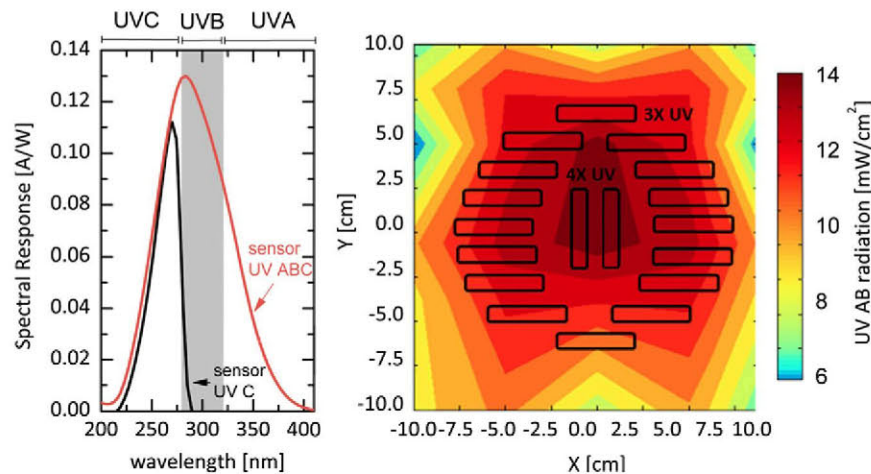 UVC UVB UVA
0.14
0.12
0.10
0.08
0.06
0.04
0.02
0.00
Spectral Response [A/W]
200 250 300 350 400
wavelength [nm]
sensor
UV ABC
sensor
UV C
10.0
7.5
5.0
2.5
0.0
-2.5
-5.0
-7.5
-10.0
Y [cm]
3X UV
4X UV
-10.0 -7.5 -5.0 -2.5 0.0 2.5 5.0 7.5 10.0
X [cm]
14
12
10
8
6
UV AB radiation [mW/cm²]